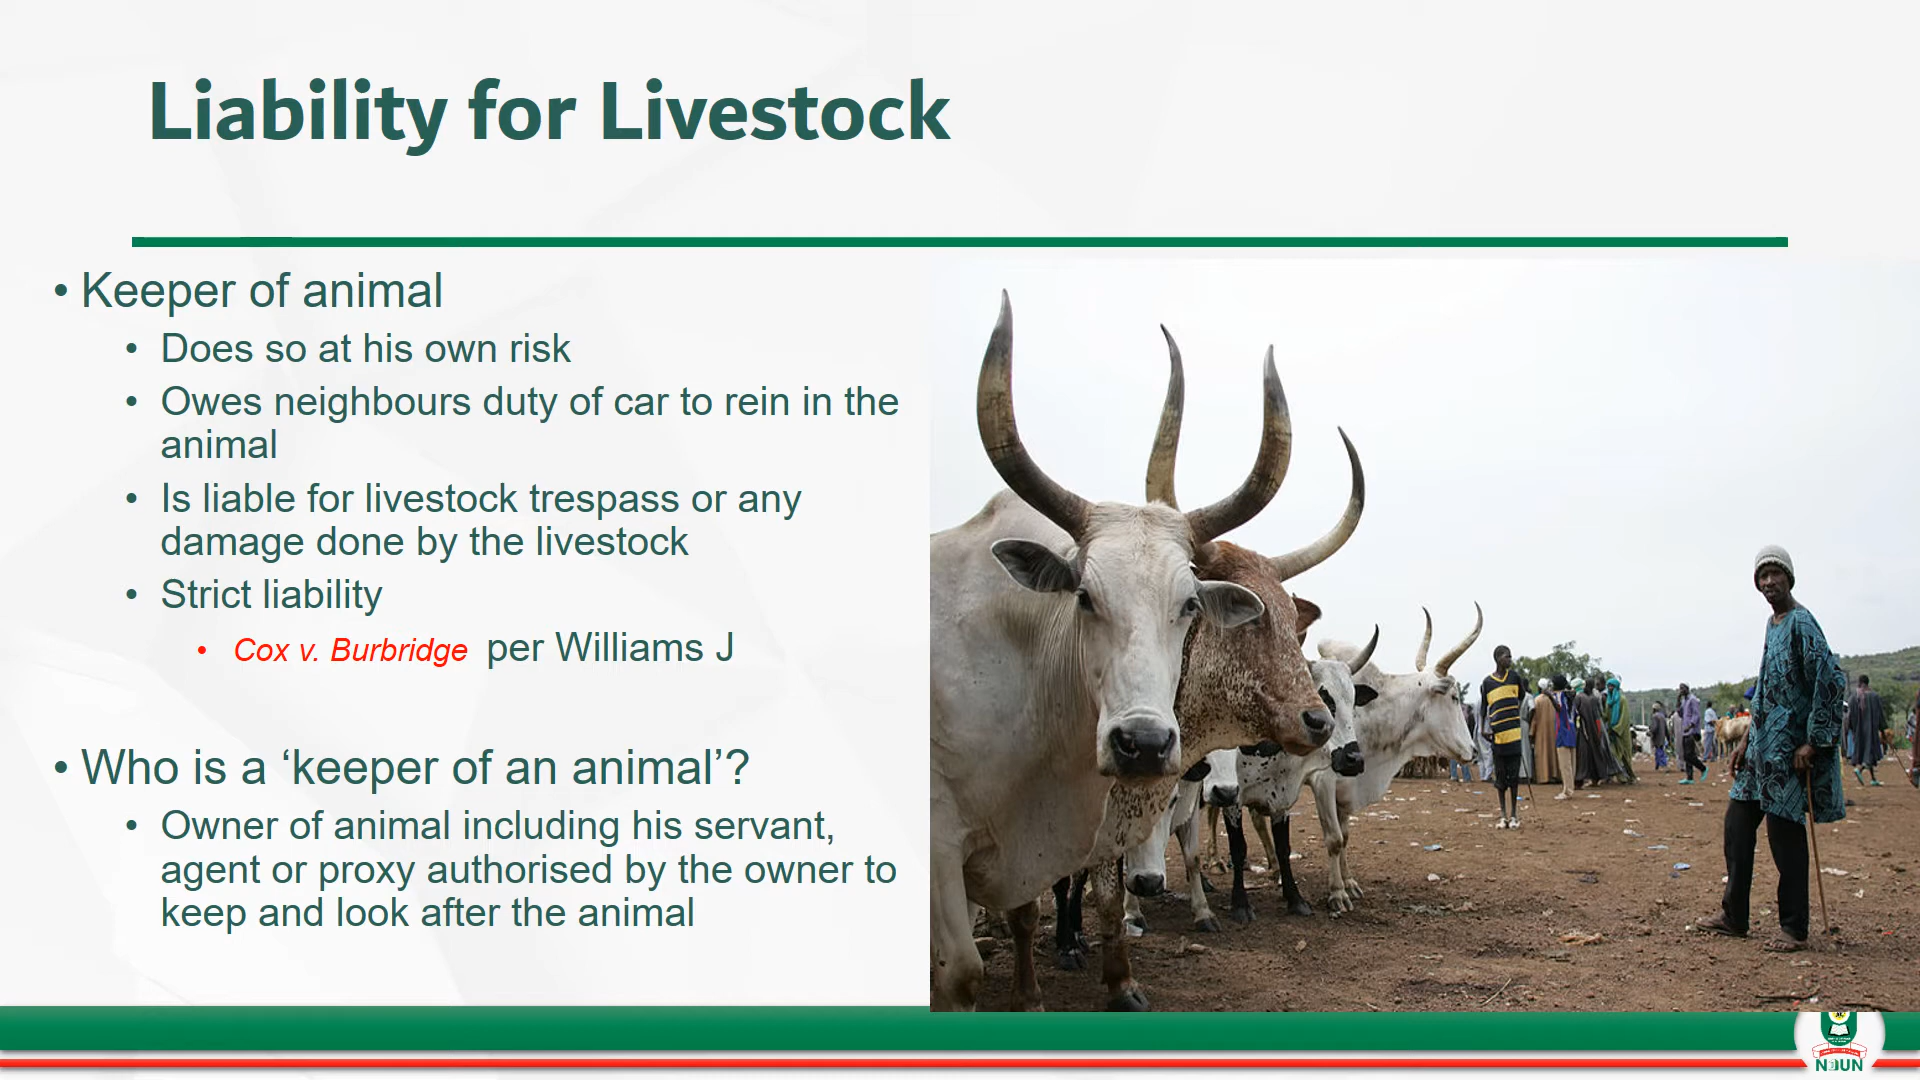 Liability for Livestock
• Keeper of animal
• Does so at his own risk
• Owes neighbours duty of car to rein in the
animal
• Is liable for livestock trespass or any
damage done by the livestock
• Strict liability
• Cox v. Burbridge per Williams J
• Who is a ‘keeper of an animal’?
• Owner of animal including his servant,
agent or proxy authorised by the owner to
keep and look after the animal
NOUN